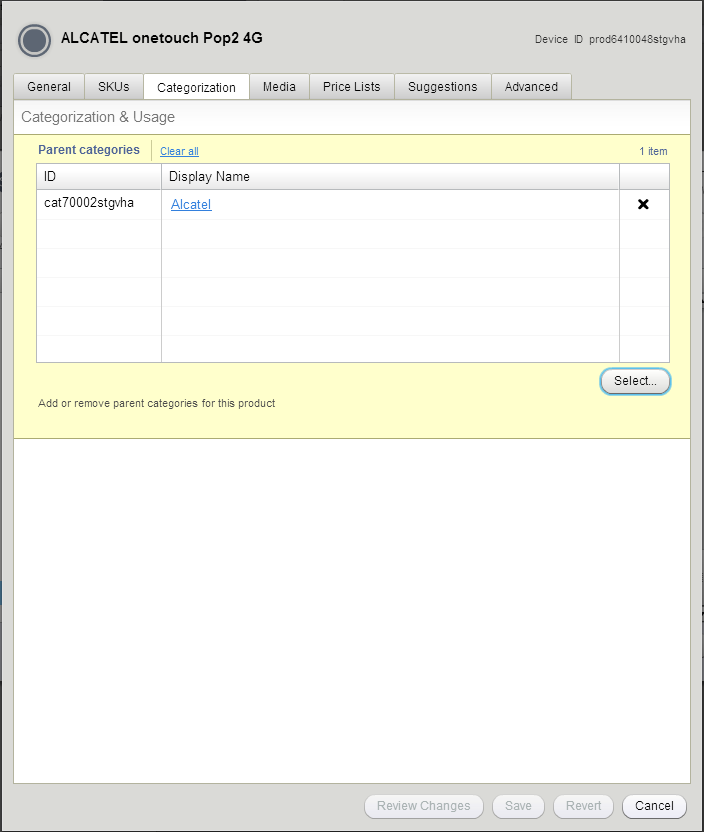 ALCATEL onetouch Pop2 4G
Device ID prod6410048stgvha
General SKUs Categorization Media Price Lists Suggestions Advanced
Categorization & Usage
Parent categories Clear all 1 item
ID Display Name
cat70002stgvha Alcatel
Select...
Add or remove parent categories for this product
Review Changes Save Revert Cancel